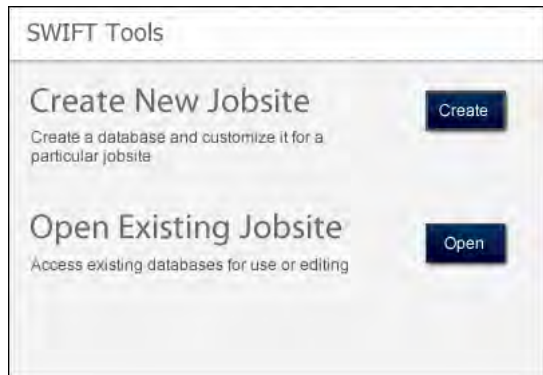 SWIFT Tools
Create New Jobsite
Create
Create a database and customize it for a
particular jobsite
Open Existing Jobsite
Open
Access existing databases for use or editing